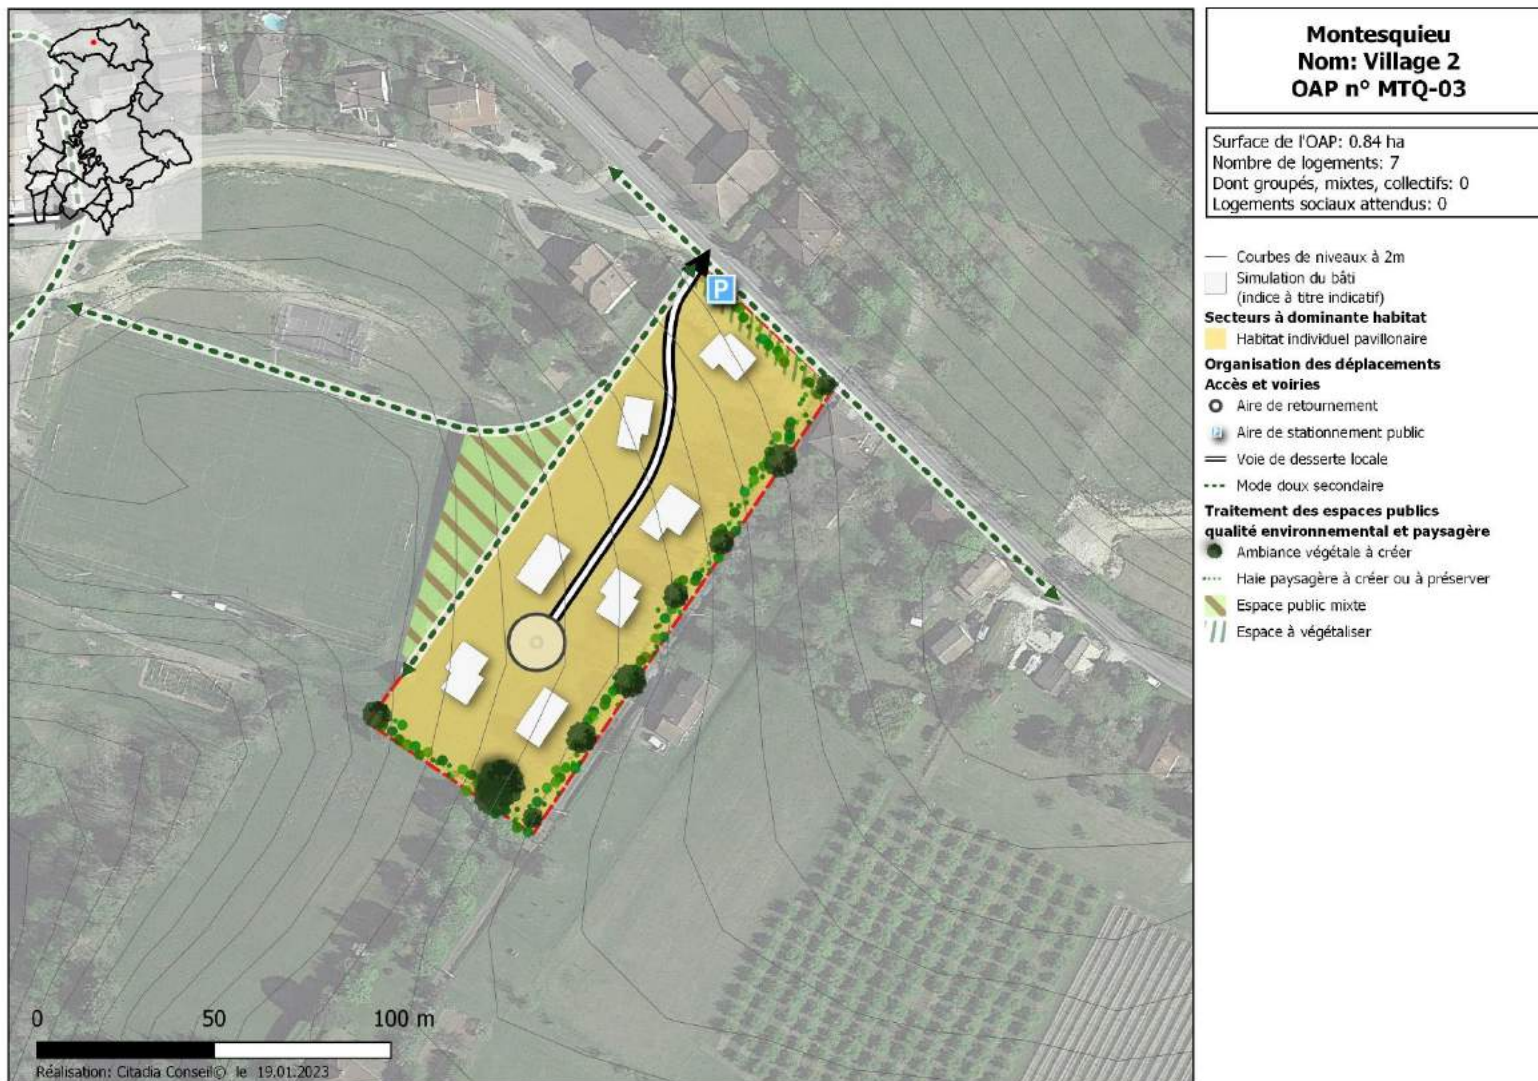 Montesquieu
Nom: Village 2
OAP n° MTQ-03
Surface de l'OAP: 0.84 ha
Nombre de logements: 7
Dont groupés, mixtes, collectifs: 0
Logements sociaux attendus: 0
Courbes de niveaux à 2m
Simulation du bâti
(indice à titre indicatif)
Secteurs à dominante habitat
Habitat individuel pavillonaire
Organisation des déplacements
Accès et voiries
Aire de retournement
P Aire de stationnement public
Voie de desserte locale
Mode doux secondaire
Traitement des espaces publics
qualité environnemental et paysagère
Ambiance végétale à créer
Haie paysagère à créer ou à préserver
Espace public mixte
Espace à végétaliser
P
0 50 100 m
Réalisation: Citadia Conseil© le 19.01.2023